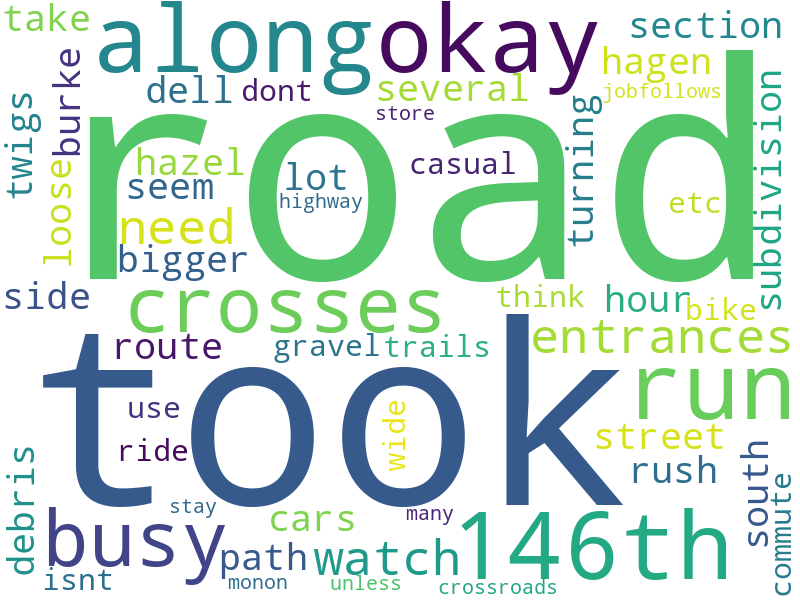 take
along
okay
section
hagen
dell
dont
several
jobfollows
burke
twigs
store
road
turning
subdivision
hazel
casual
loose
seem
lot
highway
etc
need
bigger
side
crosses
think
hour
bike
route
gravel
trails
entrances
took
run
use
wide
ride
street
rush
debris
south
commute
stay
cars
many
busy
146th
path
watch
isnt
monon
unless
crossroads